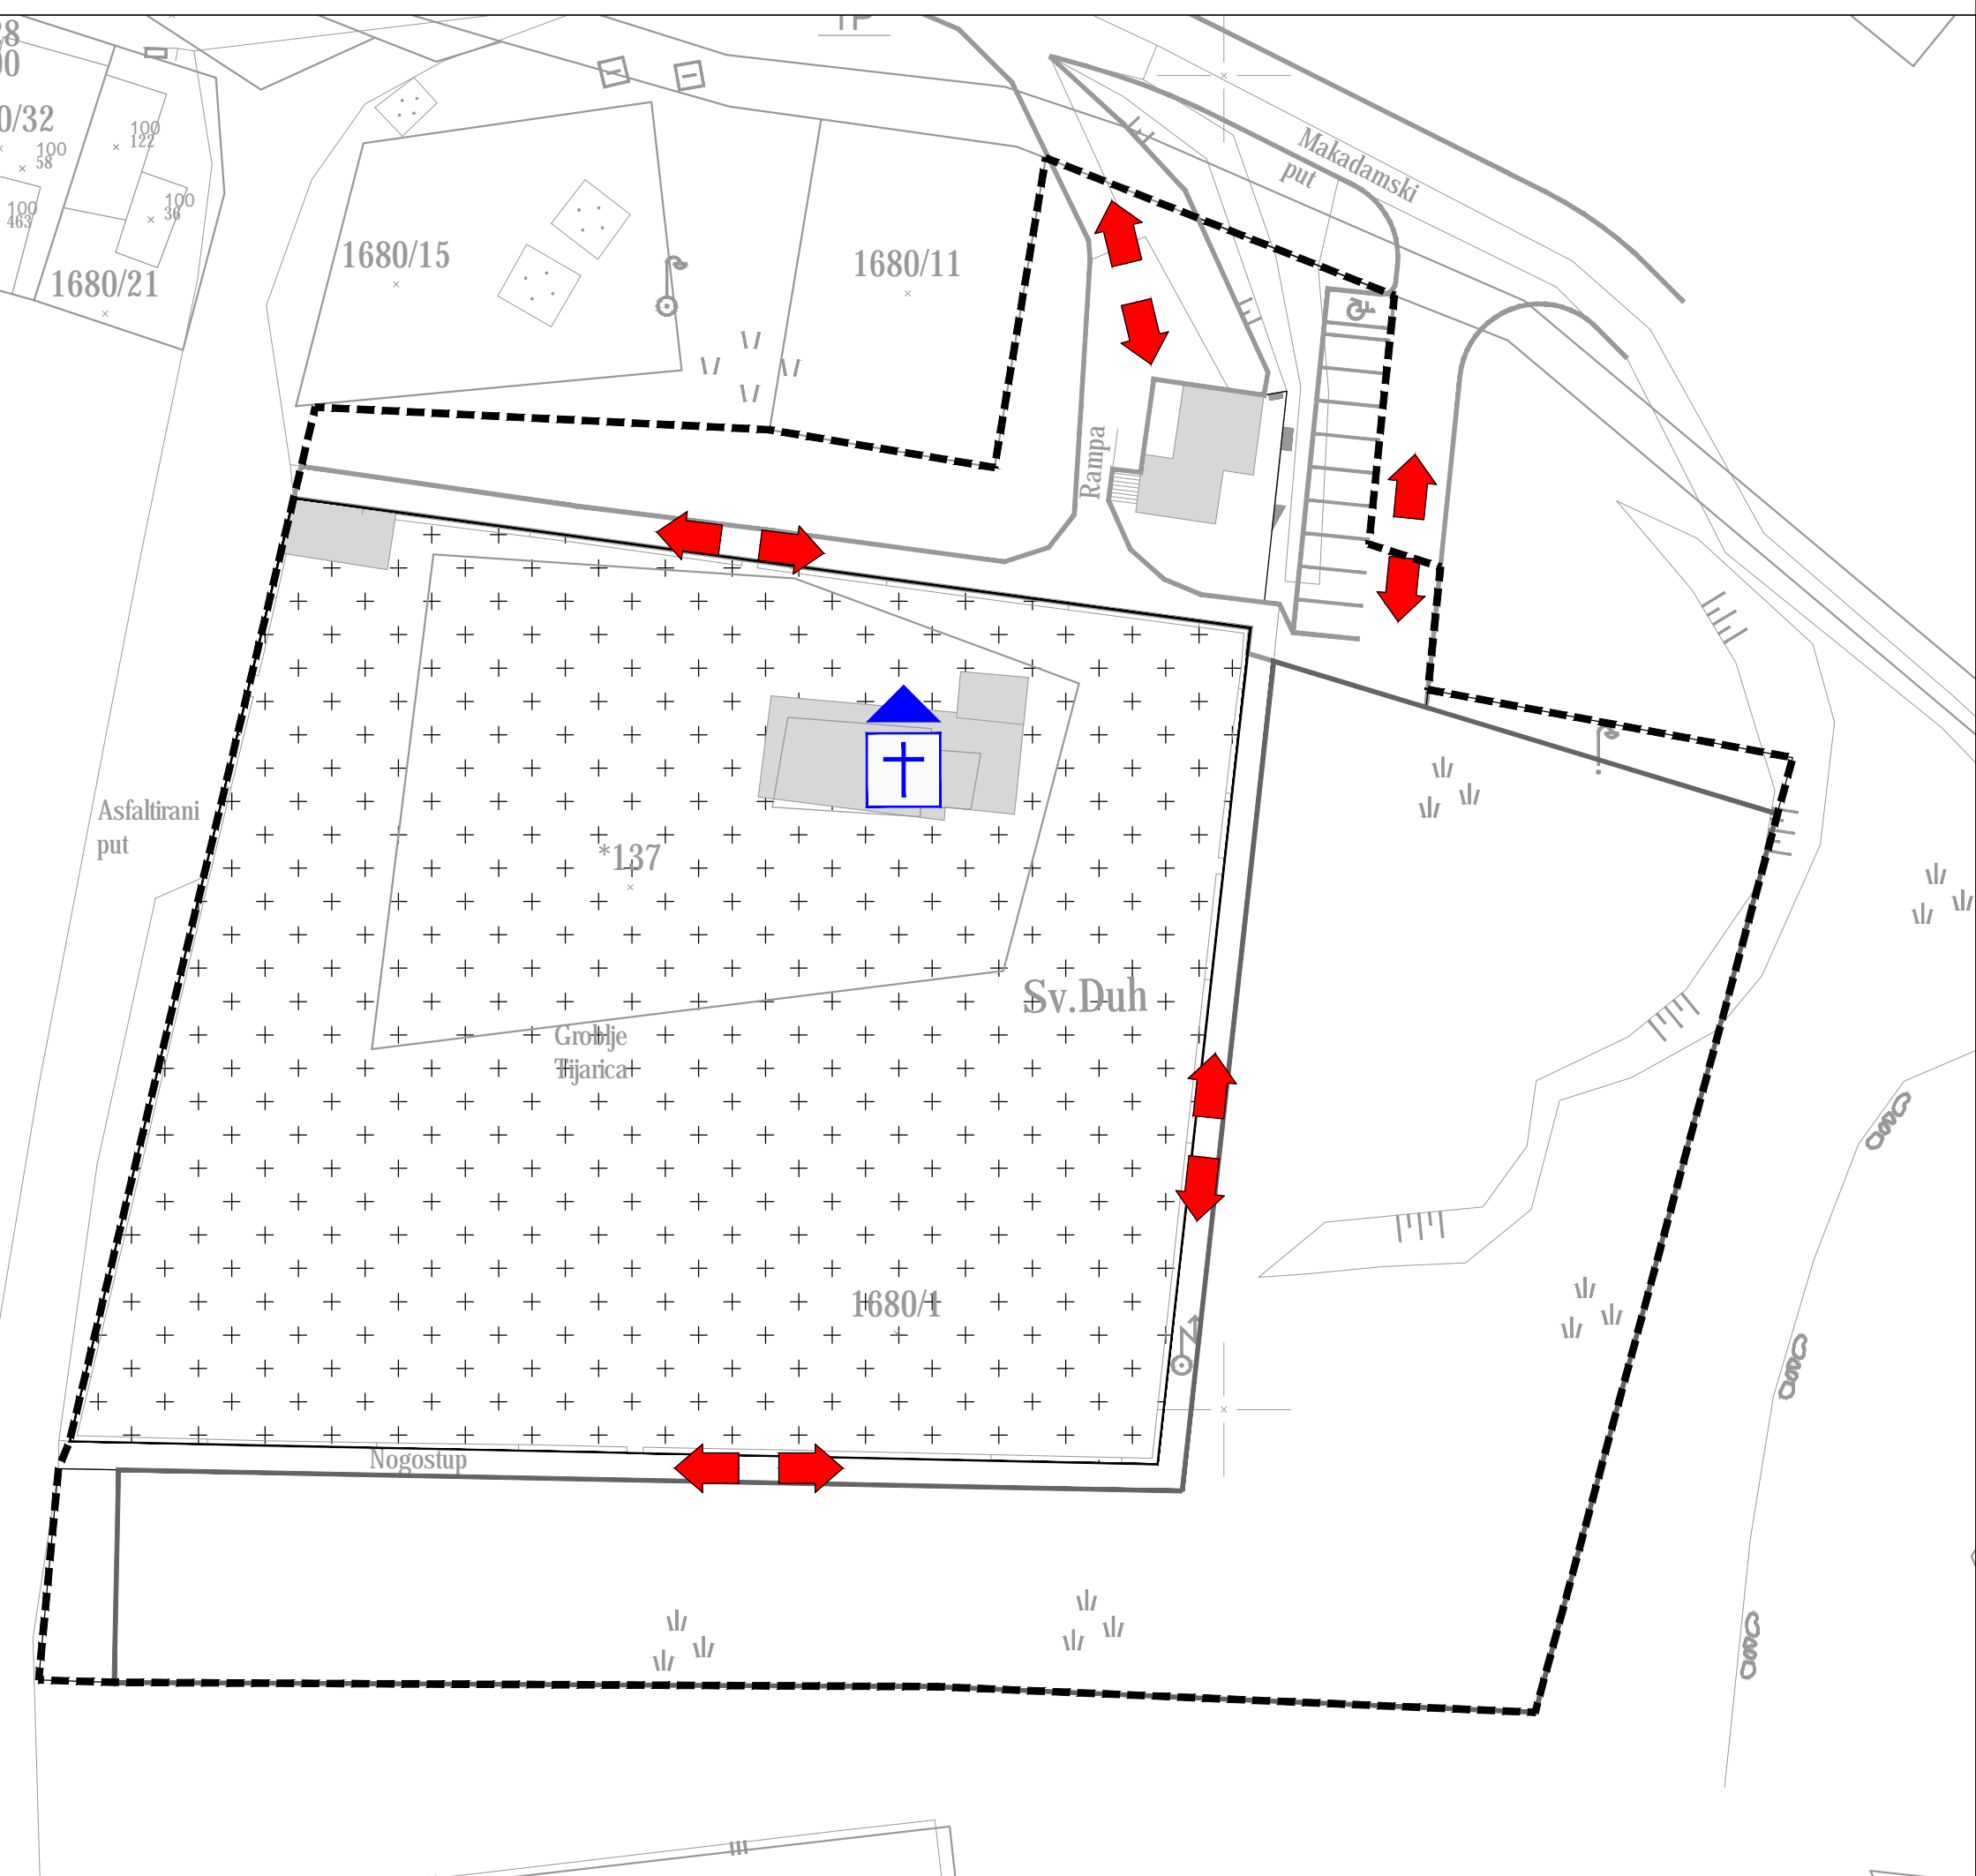 TP
Makadamski
put
0/32
100
122
100
58
100
36
100
463
1680/15
1680/11
1680/21
Rampa
Asfaltirani
put
*137
Sv.Duh
Groblje
Tijarica
1680/1
Nogostup